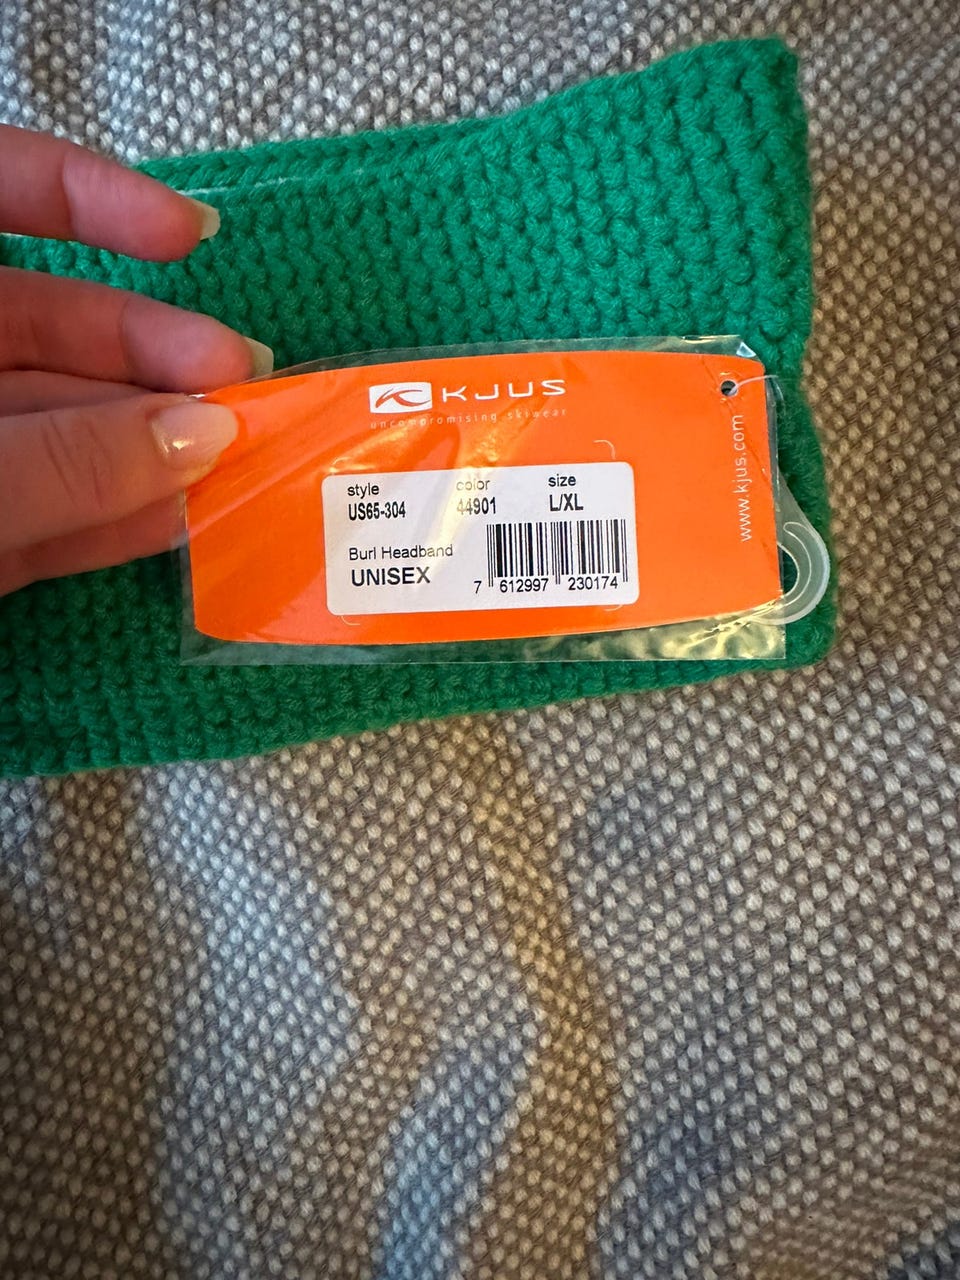 KJUS
uncompromising skiwear
style color size
US65-304 44901 L/XL
Burl Headband
UNISEX
7 612997 230174
www.kjus.com